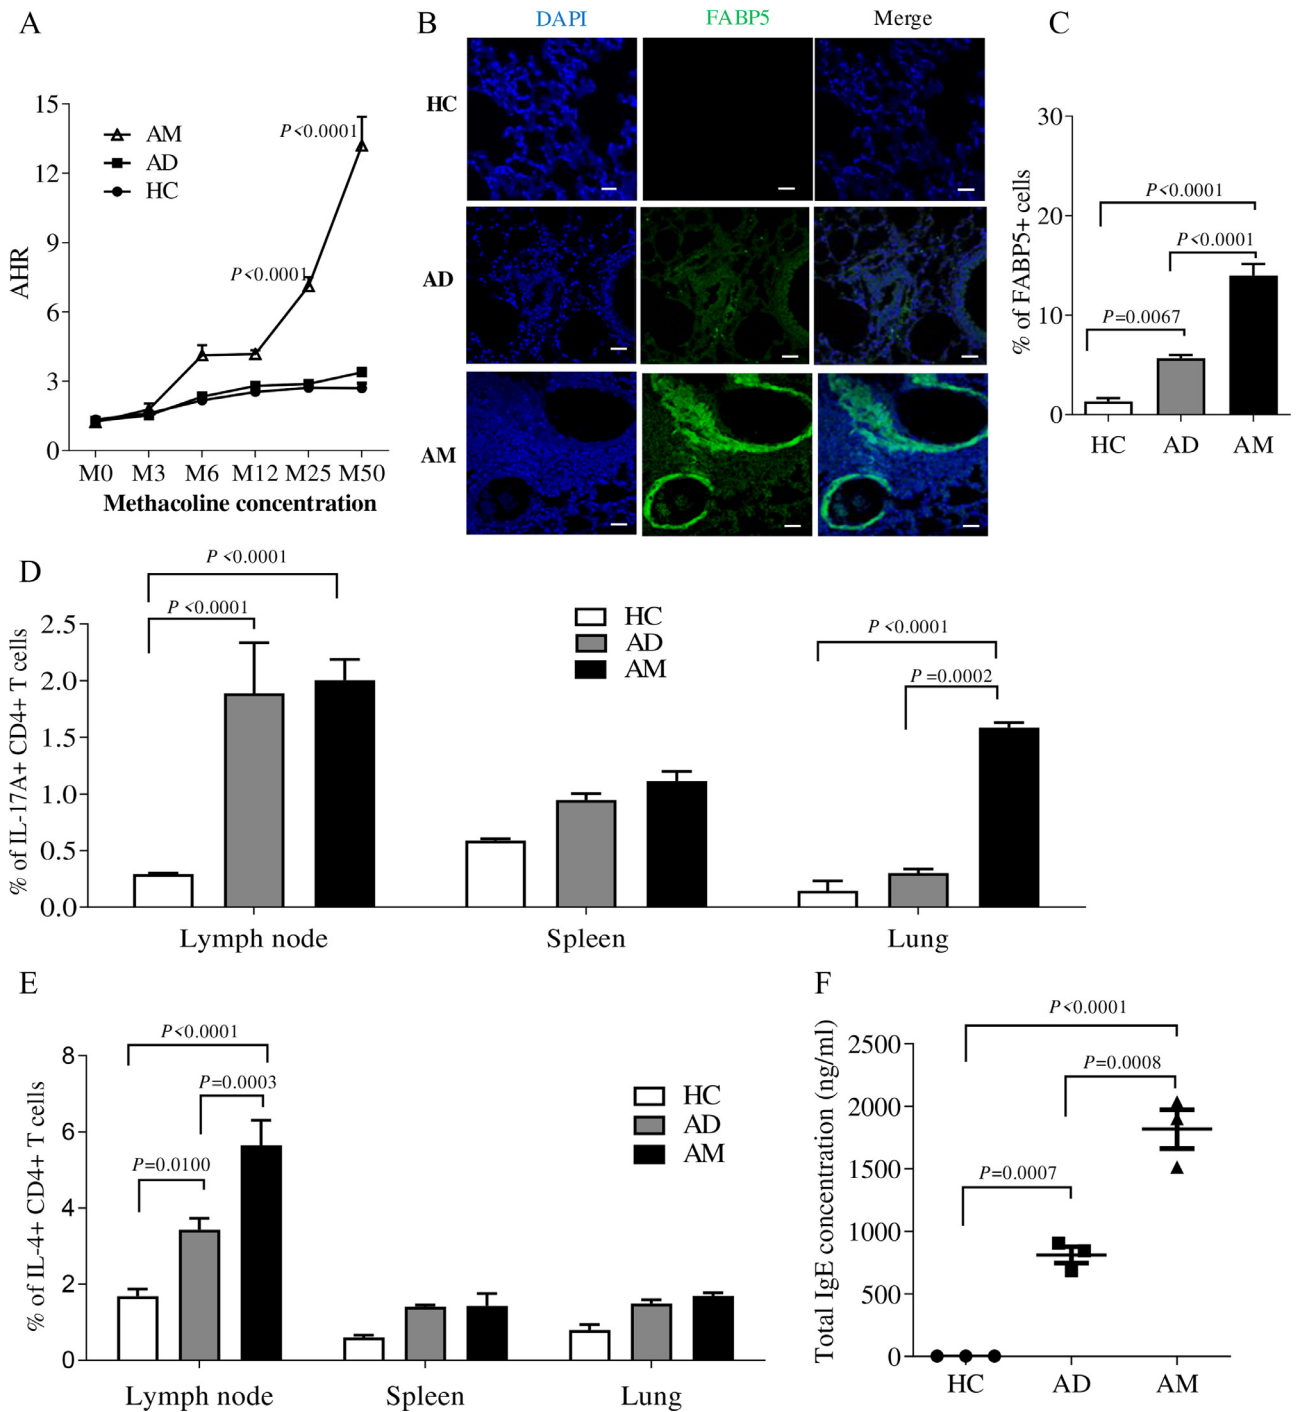 A
15
12
9
6
3
0
AHR
AM
AD
HC
P<0.0001
P<0.0001
M0 M3 M6 M12 M25 M50
Methacoline concentration
B
DAPI FABP5 Merge
HC
AD
AM
C
30
20
10
0
% of FABP5+ cells
P<0.0001
P<0.0001
P=0.0067
HC AD AM
D
2.5
2.0
1.5
1.0
0.5
0.0
% of IL-17A+ CD4+ T cells
P <0.0001
P <0.0001
HC
AD
AM
P <0.0001
P =0.0002
Lymph node Spleen Lung
E
8
6
4
2
0
% of IL-4+ CD4+ T cells
P<0.0001
P=0.0003
P=0.0100
HC
AD
AM
Lymph node Spleen Lung
F
2500
2000
1500
1000
500
0
Total IgE concentration (ng/ml)
P<0.0001
P=0.0008
P=0.0007
HC AD AM